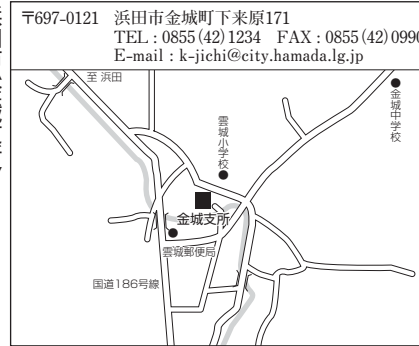 〒697-0121 浜田市金城町下来原171
TEL : 0855(42)1234 FAX : 0855(42)0990
E-mail : k-jichi@city.hamada.lg.jp
至 浜田
金城中学校
雲城小学校
金城支所
雲城郵便局
国道186号線